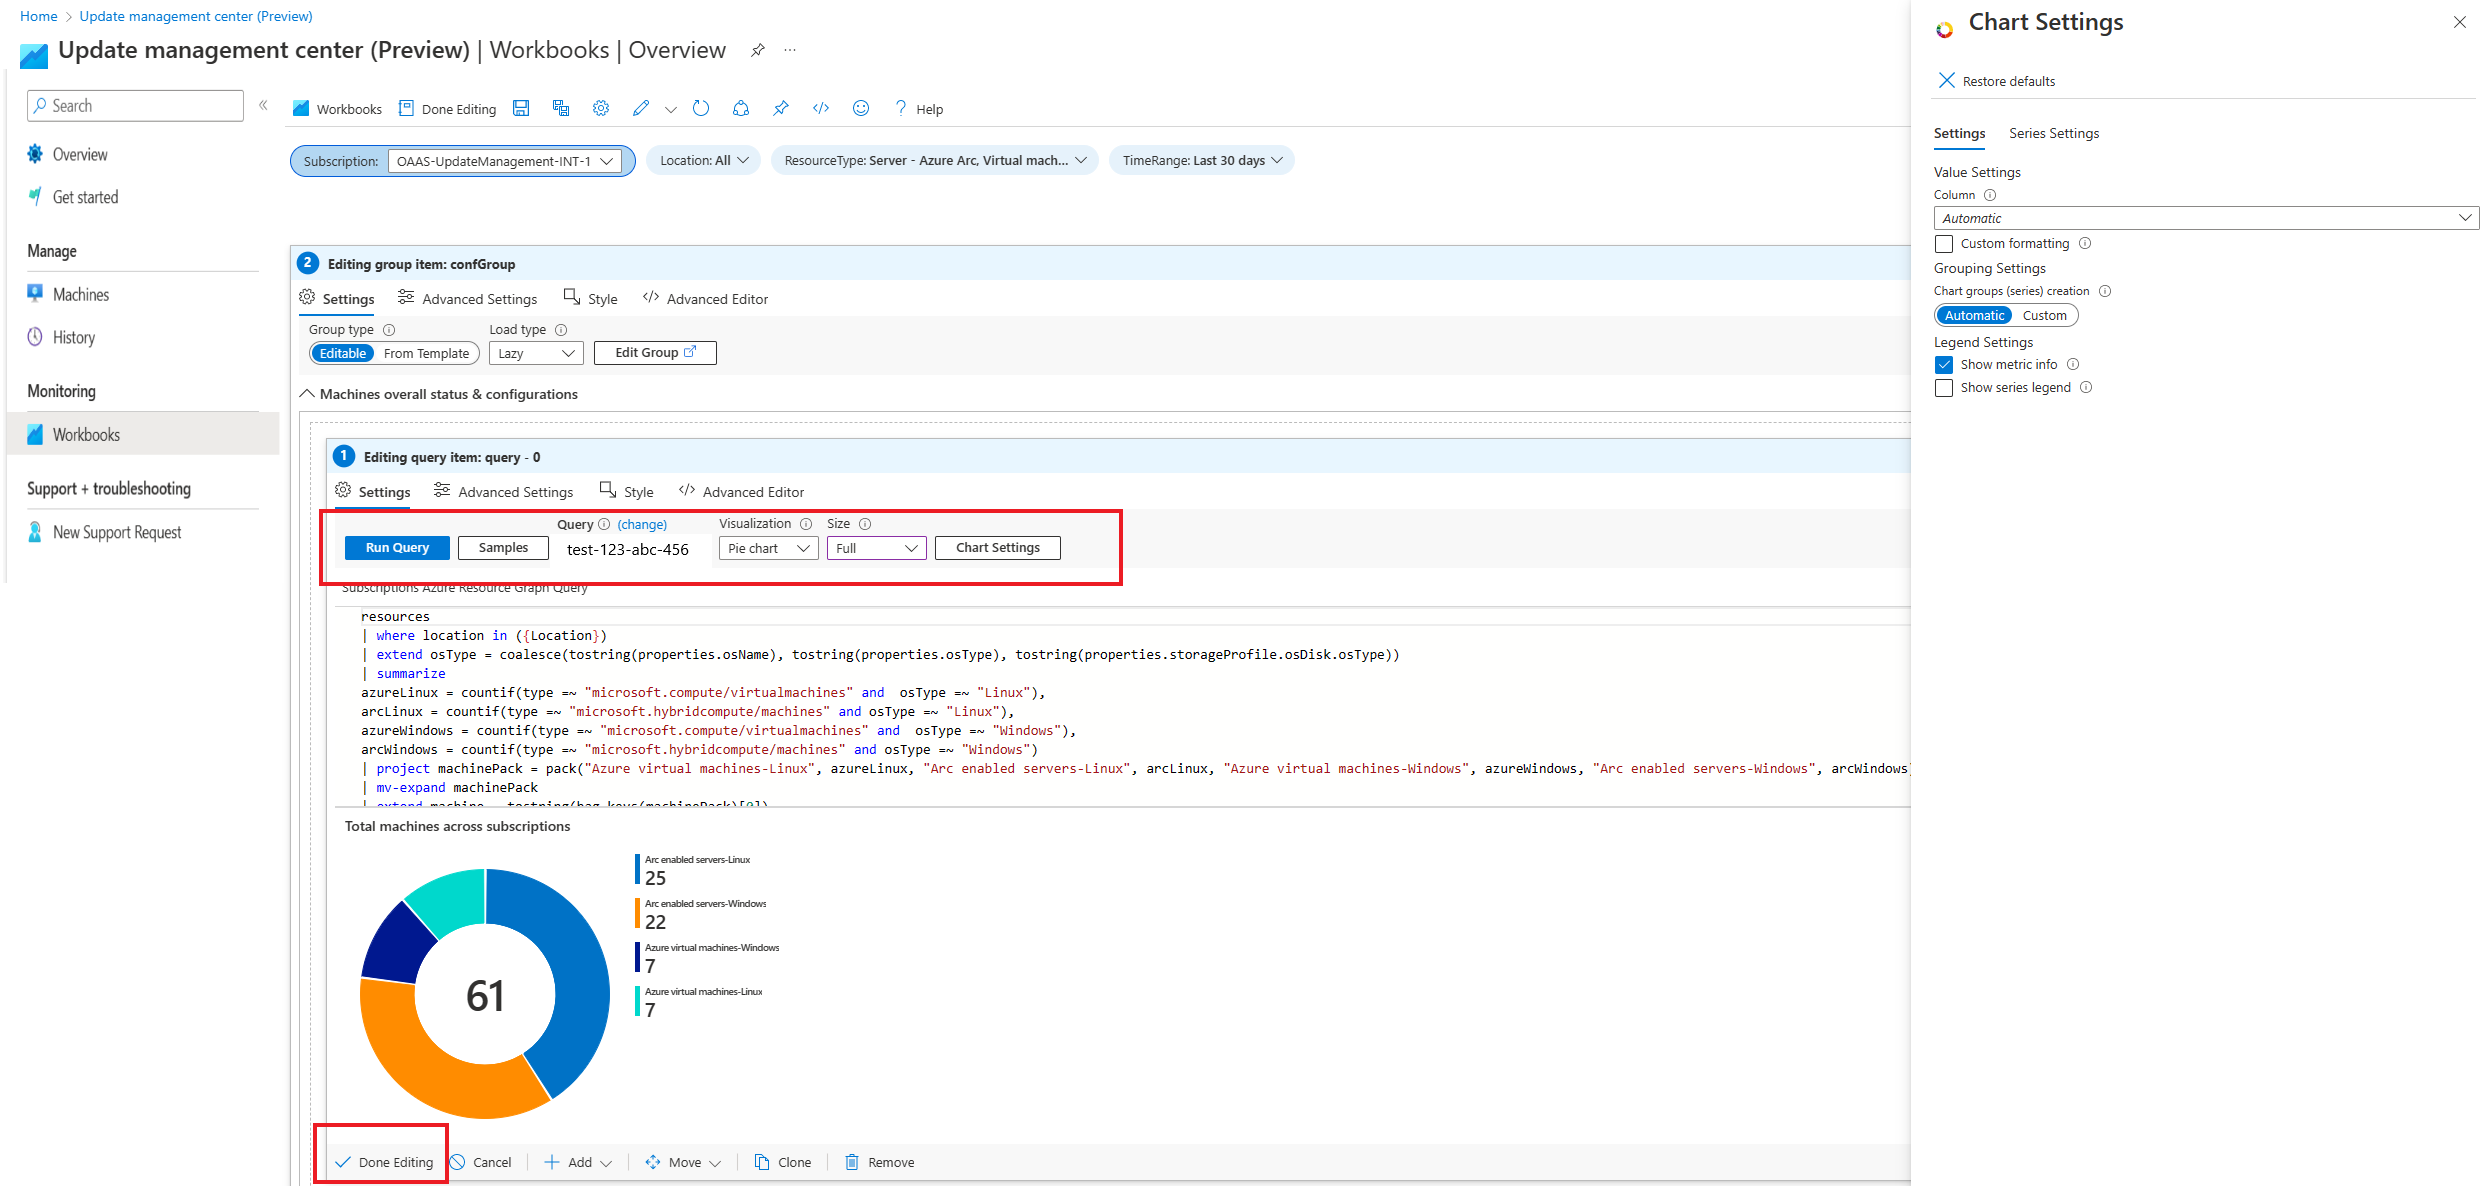 Home > Update management center (Preview)
Update management center (Preview) | Workbooks | Overview
Search
Overview
Get started
Manage
Machines
History
Monitoring
Workbooks
Support + troubleshooting
New Support Request
Workbooks Done Editing Help
Subscription: OAAS-UpdateManagement-INT-1 Location: All ResourceType: Server - Azure Arc, Virtual mach... TimeRange: Last 30 days
2 Editing group item: confGroup
Settings Advanced Settings Style Advanced Editor
Group type Load type
Editable From Template Lazy Edit Group
Machines overall status & configurations
1 Editing query item: query - 0
Settings Advanced Settings Style Advanced Editor
Query (change) Visualization Size
Run Query Samples test-123-abc-456 Pie chart Full Chart Settings
Subscriptions Azure Resource Graph Query
resources
| where location in ({Location})
| extend osType = coalesce(tostring(properties.osName), tostring(properties.osType), tostring(properties.storageProfile.osDisk.osType))
| summarize
azureLinux = countif(type =~ "microsoft.compute/virtualmachines" and  osType =~ "Linux"),
arcLinux = countif(type =~ "microsoft.hybridcompute/machines" and osType =~ "Linux"),
azureWindows = countif(type =~ "microsoft.compute/virtualmachines" and  osType =~ "Windows"),
arcWindows = countif(type =~ "microsoft.hybridcompute/machines" and osType =~ "Windows")
| project machinePack = pack("Azure virtual machines-Linux", azureLinux, "Arc enabled servers-Linux", arcLinux, "Azure virtual machines-Windows", azureWindows, "Arc enabled servers-Windows", arcWindows)
| mv-expand machinePack
| extend machine = tostring(bag_keys(machinePack)[0])
Total machines across subscriptions
61
Arc enabled servers-Linux
25
Arc enabled servers-Windows
22
Azure virtual machines-Windows
7
Azure virtual machines-Linux
7
Done Editing Cancel Add Move Clone Remove
Chart Settings
Restore defaults
Settings Series Settings
Value Settings
Column
Automatic
Custom formatting
Grouping Settings
Chart groups (series) creation
Automatic Custom
Legend Settings
Show metric info
Show series legend